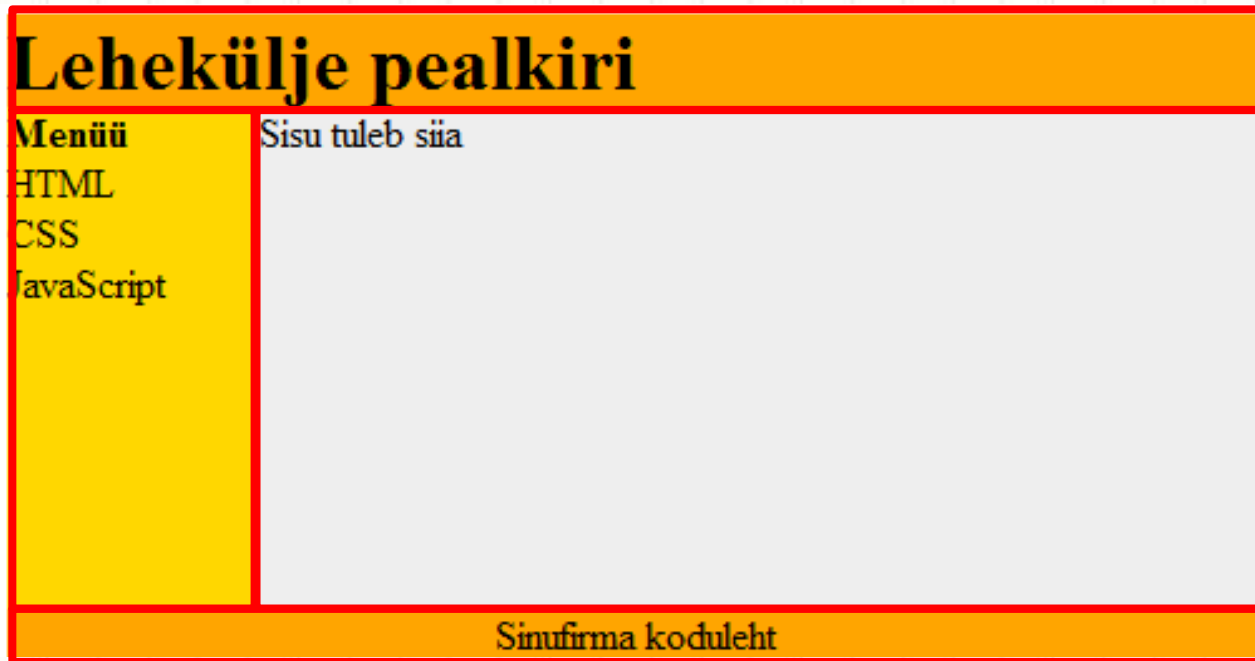 Lehekülje pealkiri
Menüü
HTML
CSS
JavaScript
Sisu tuleb siia
Sinufirma koduleht